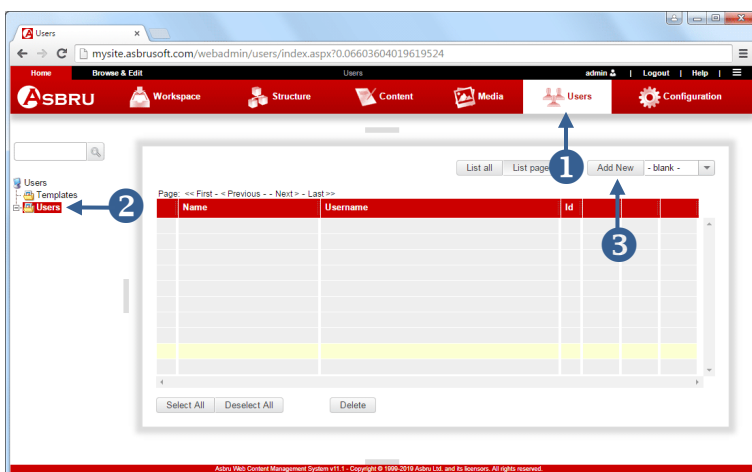 Users
mysite.asbrusoft.com/webadmin/users/index.aspx?0.06603604019619524
Home Browse & Edit Users admin | Logout | Help |
ASBRU Workspace Structure Content Media Users Configuration
1
List all List page Add New - blank -
Users
Templates
Users
2
Page: << First - < Previous - - Next > - Last >>
Name Username Id
3
Select All Deselect All Delete
Asbru Web Content Management System v11.1 - Copyright © 1999-2019 Asbru Ltd. and its licensors. All rights reserved.